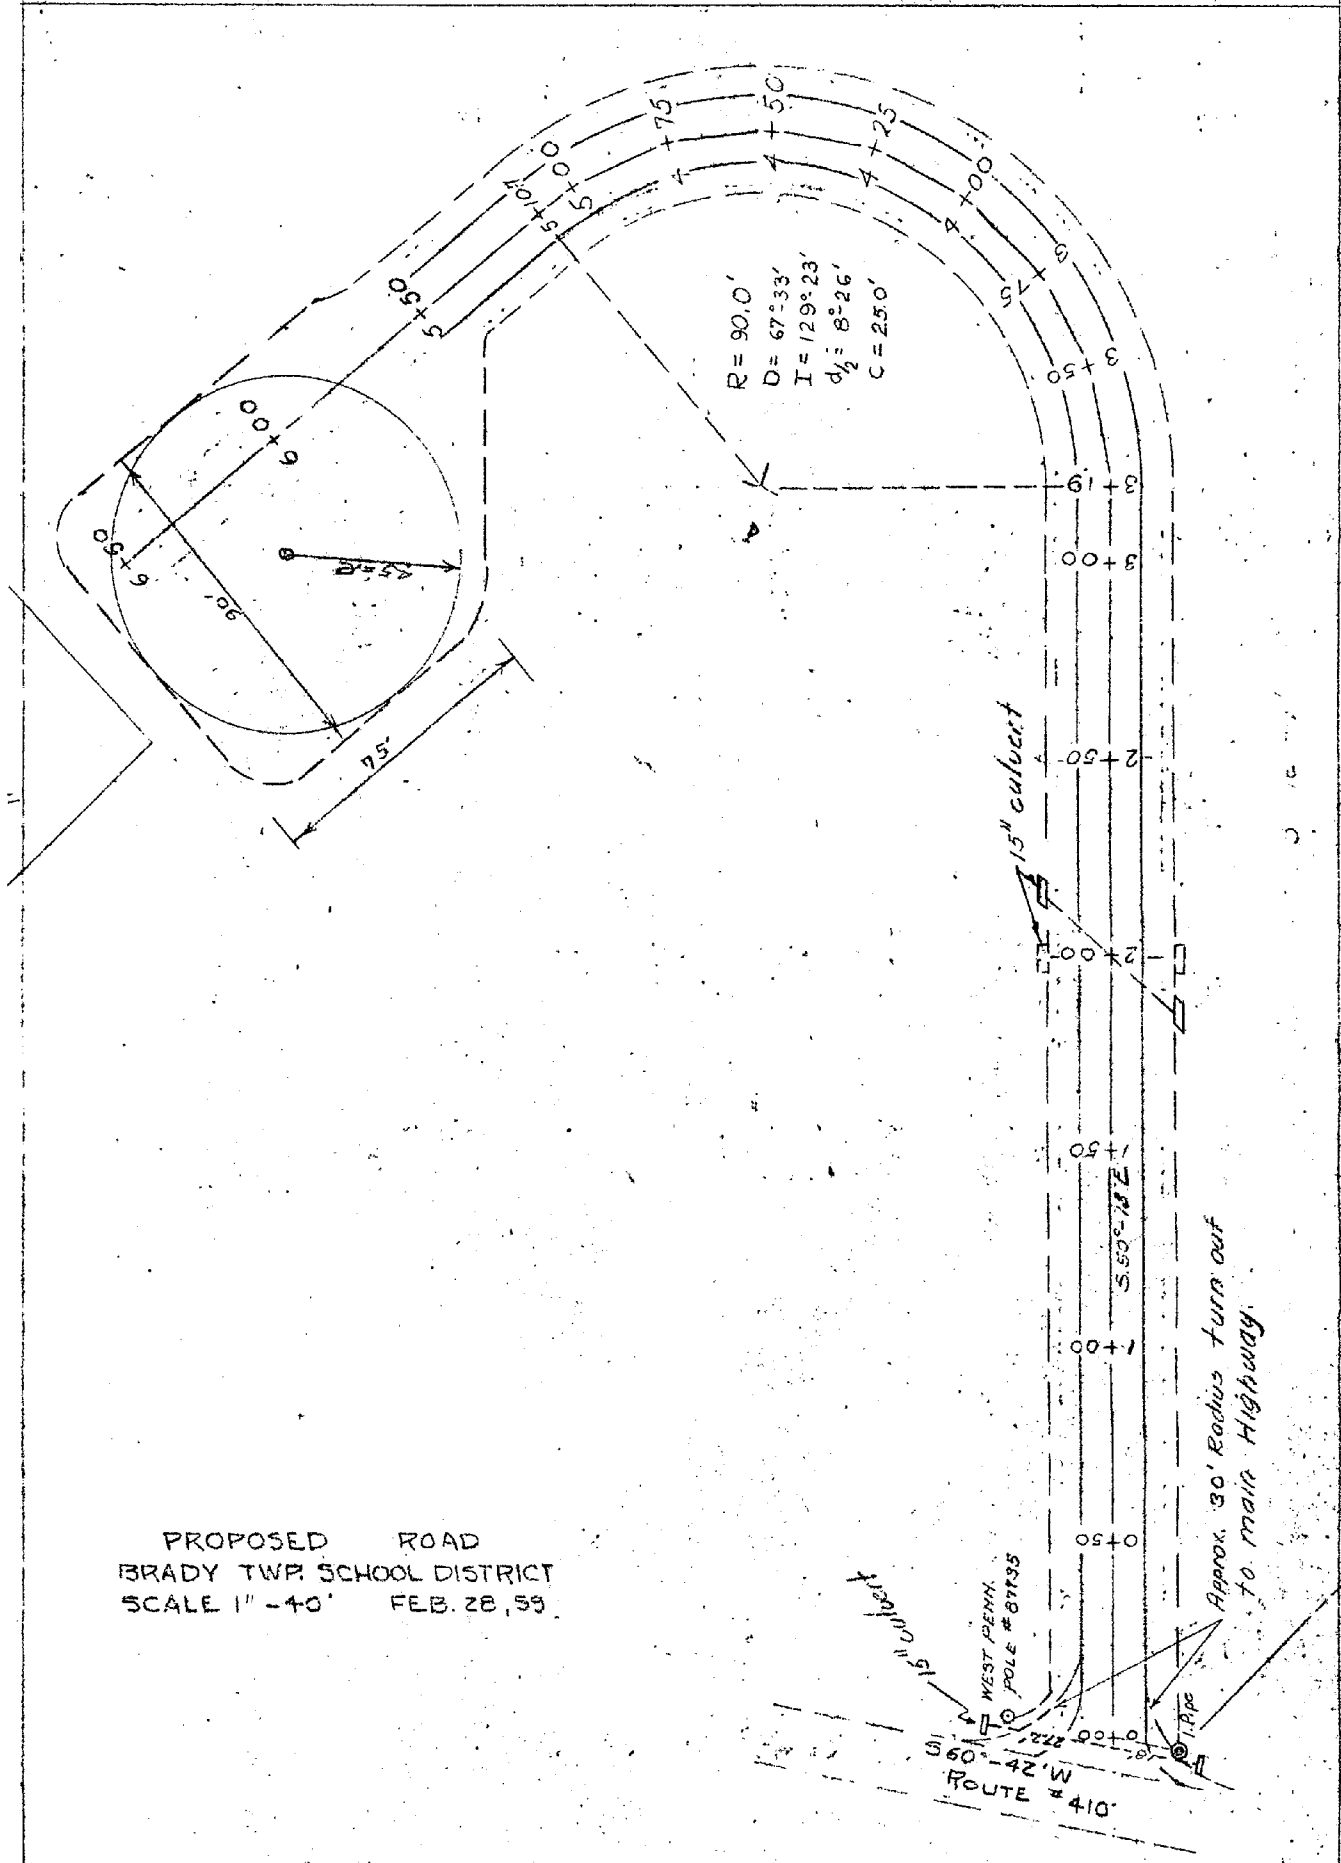 PROPOSED ROAD
BRADY TWP. SCHOOL DISTRICT
SCALE 1" -40' FEB. 28, 59.
R = 90.0'
D = 67°-33'
I = 129°-23'
d/2 = 8°-26'
C = 25.0'
6+50
6+00
5+50
5+07
5+00
4+75
4+50
4+25
4+00
3+75
3+50
3+19
3+00
2+50
2+00
1+50
1+00
0+50
0+00
90'
75'
15" culvert
S.50°-18'E
Approx. 30' Radius turn out
to main Highway.
15" culvert
WEST PENN.
POLE #87735
S 60°-42'W
ROUTE #410
I.Pipe